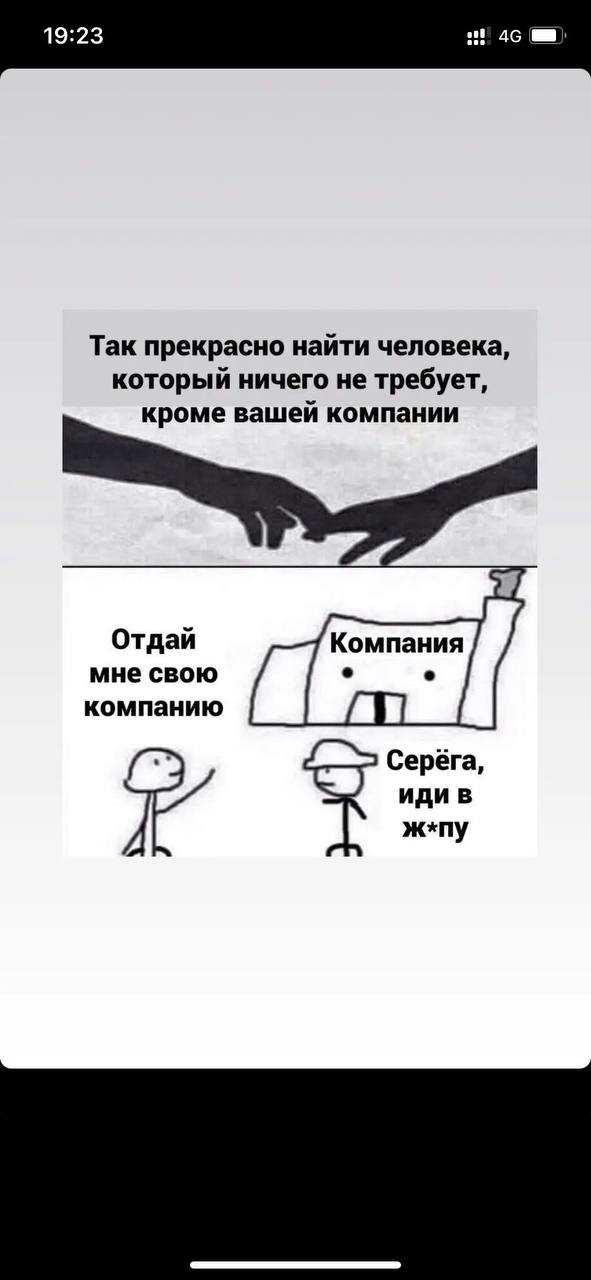 19:23
4G
Так прекрасно найти человека,
который ничего не требует,
кроме вашей компании
Отдай
мне свою
компанию
Компания
Серёга,
иди в
ж*пу